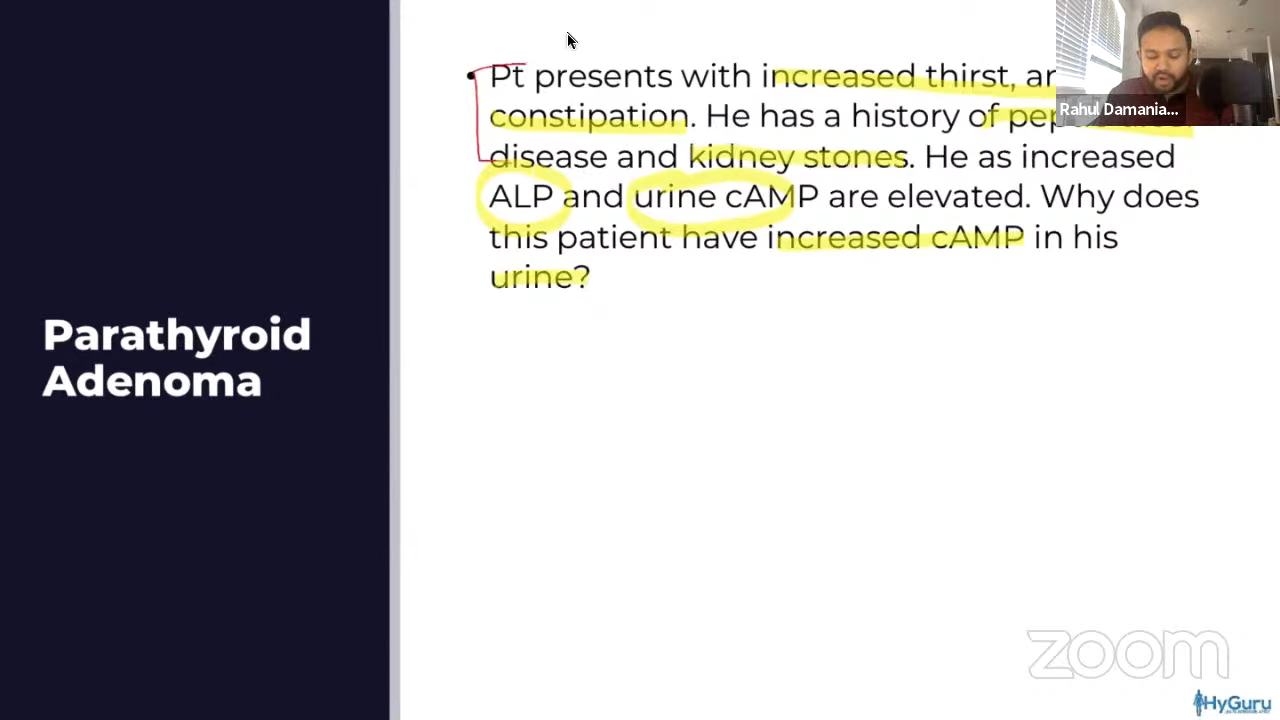 Parathyroid
Adenoma
• Pt presents with increased thirst,
constipation. He has a history of
disease and kidney stones. He as increased
ALP and urine cAMP are elevated. Why does
this patient have increased cAMP in his
urine?
Rahul Damania...
zoom
HyGuru